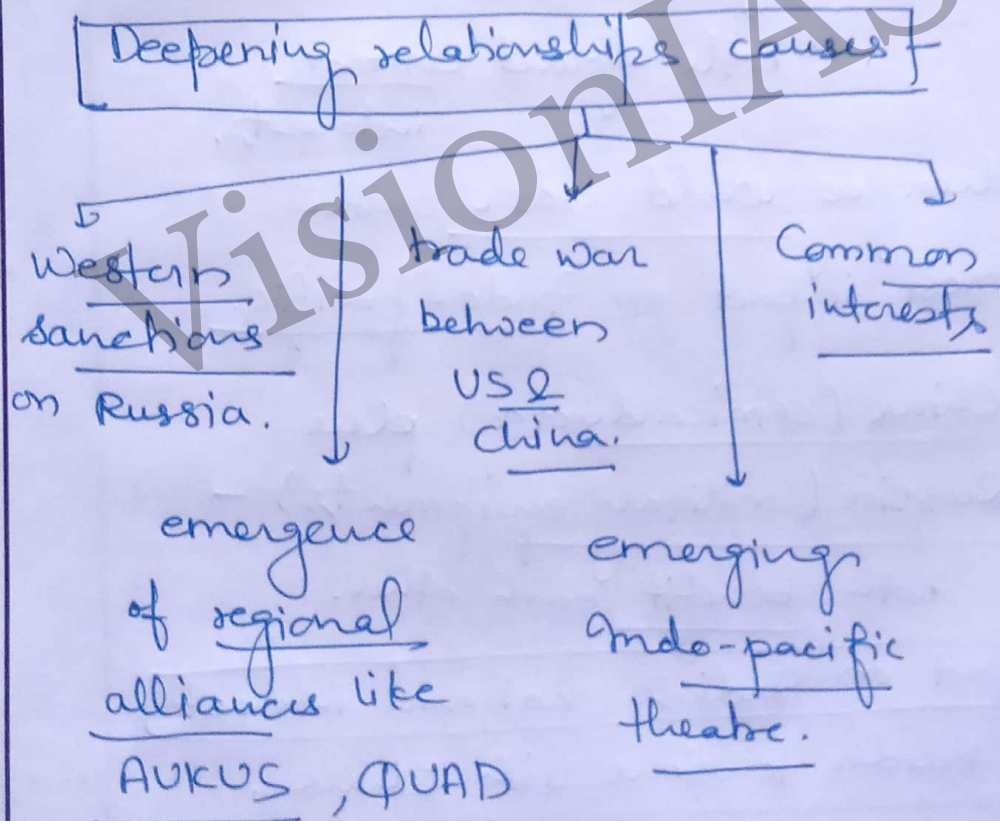 Deepening relationships causes
Western
sanctions
on Russia.
emergence
of regional
alliances like
AUKUS, QUAD
trade war
between
US &
China.
emerging
Indo-pacific
theatre.
Common
interests
VisionIAS